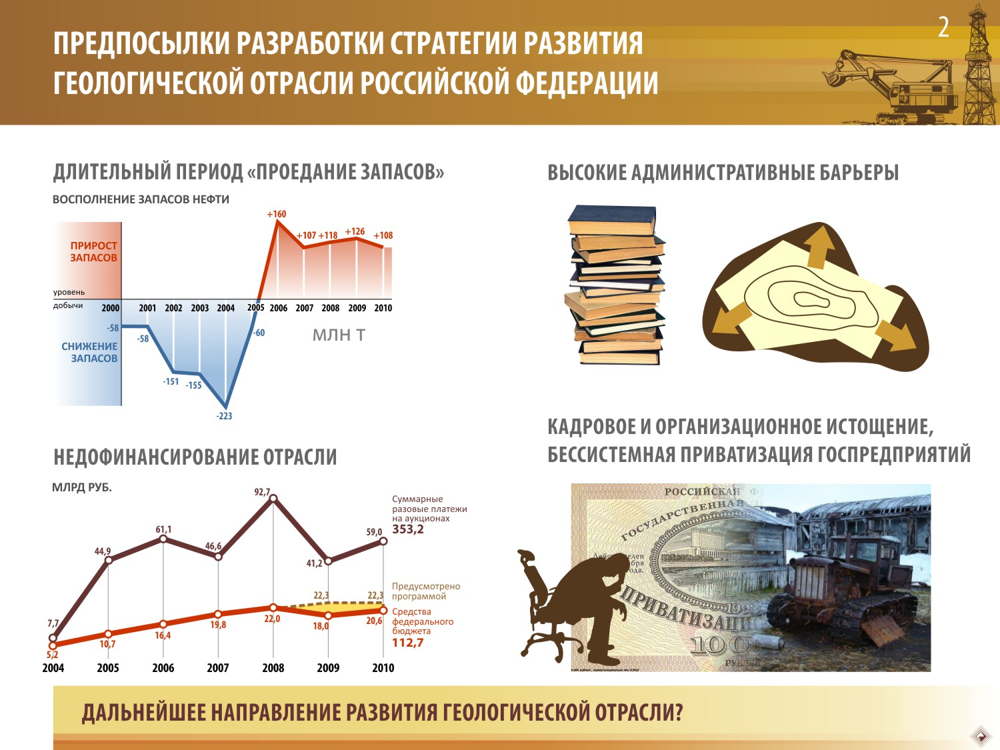 2
ПРЕДПОСЫЛКИ РАЗРАБОТКИ СТРАТЕГИИ РАЗВИТИЯ
ГЕОЛОГИЧЕСКОЙ ОТРАСЛИ РОССИЙСКОЙ ФЕДЕРАЦИИ
ДЛИТЕЛЬНЫЙ ПЕРИОД «ПРОЕДАНИЕ ЗАПАСОВ»
ВОСПОЛНЕНИЕ ЗАПАСОВ НЕФТИ
+160
+107 +118 +126 +108
ПРИРОСТ
ЗАПАСОВ
уровень
добычи
2000 2001 2002 2003 2004 2005 2006 2007 2008 2009 2010
-58
-58
-60
МЛН Т
СНИЖЕНИЕ
ЗАПАСОВ
-151 -155
-223
ВЫСОКИЕ АДМИНИСТРАТИВНЫЕ БАРЬЕРЫ
НЕДОФИНАНСИРОВАНИЕ ОТРАСЛИ
МЛРД РУБ.
7,7
44,9
61,1
46,6
92,7
41,2
59,0
Суммарные
разовые платежи
на аукционах
353,2
22,3
22,3
Предусмотрено
программой
5,2
10,7
16,4
19,8
22,0
18,0
20,6
Средства
федерального
бюджета
112,7
2004 2005 2006 2007 2008 2009 2010
КАДРОВОЕ И ОРГАНИЗАЦИОННОЕ ИСТОЩЕНИЕ,
БЕССИСТЕМНАЯ ПРИВАТИЗАЦИЯ ГОСПРЕДПРИЯТИЙ
РОССИЙСКАЯ Ф
ГОСУДАРСТВЕННАЯ
года.
199
ПРИВАТИЗАЦИ
10 0
РУБЛЕ
ДАЛЬНЕЙШЕЕ НАПРАВЛЕНИЕ РАЗВИТИЯ ГЕОЛОГИЧЕСКОЙ ОТРАСЛИ?